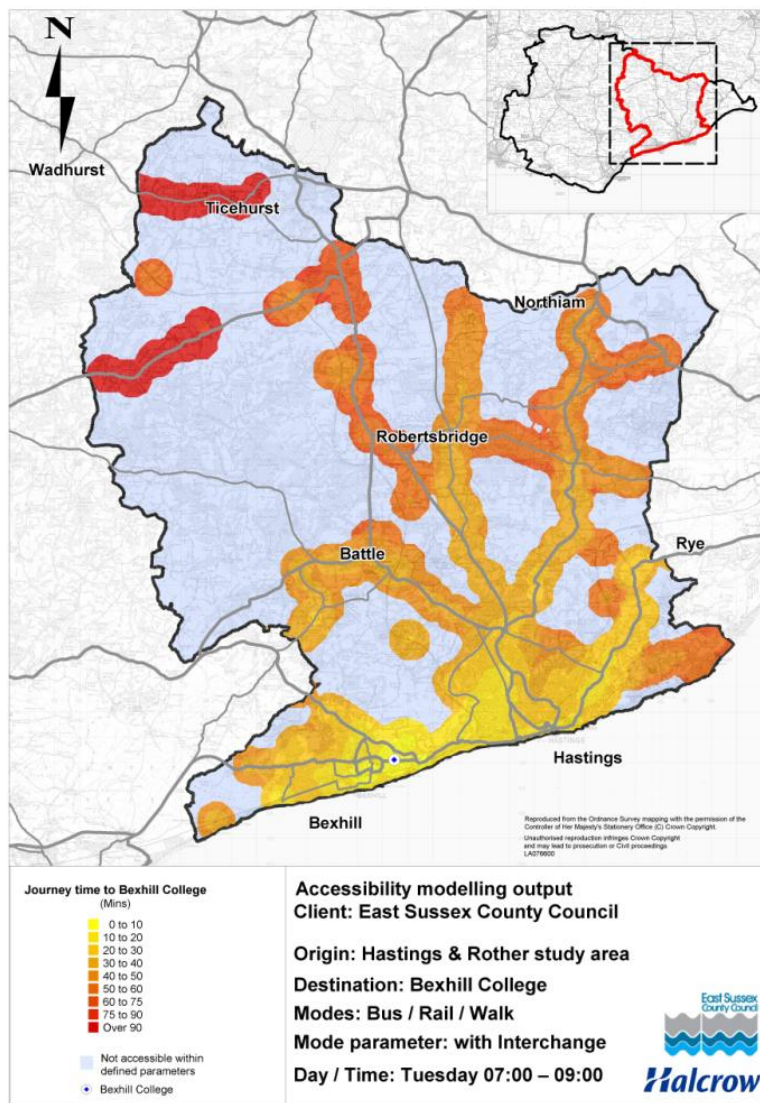 N
Wadhurst
Ticehurst
Northiam
Robertsbridge
Battle
Rye
HASTINGS
Hastings
Bexhill
Reproduced from the Ordnance Survey mapping with the permission of the
Controller of Her Majesty's Stationery Office (C) Crown Copyright.
Unauthorised reproduction infringes Crown Copyright
and may lead to prosecution or Civil proceedings
LA076600
Journey time to Bexhill College
(Mins)
0 to 10
10 to 20
20 to 30
30 to 40
40 to 50
50 to 60
60 to 75
75 to 90
Over 90
Not accessible within
defined parameters
Bexhill College
Accessibility modelling output
Client: East Sussex County Council
Origin: Hastings & Rother study area
Destination: Bexhill College
Modes: Bus / Rail / Walk
Mode parameter: with Interchange
Day / Time: Tuesday 07:00 – 09:00
East Sussex
County Council
Halcrow